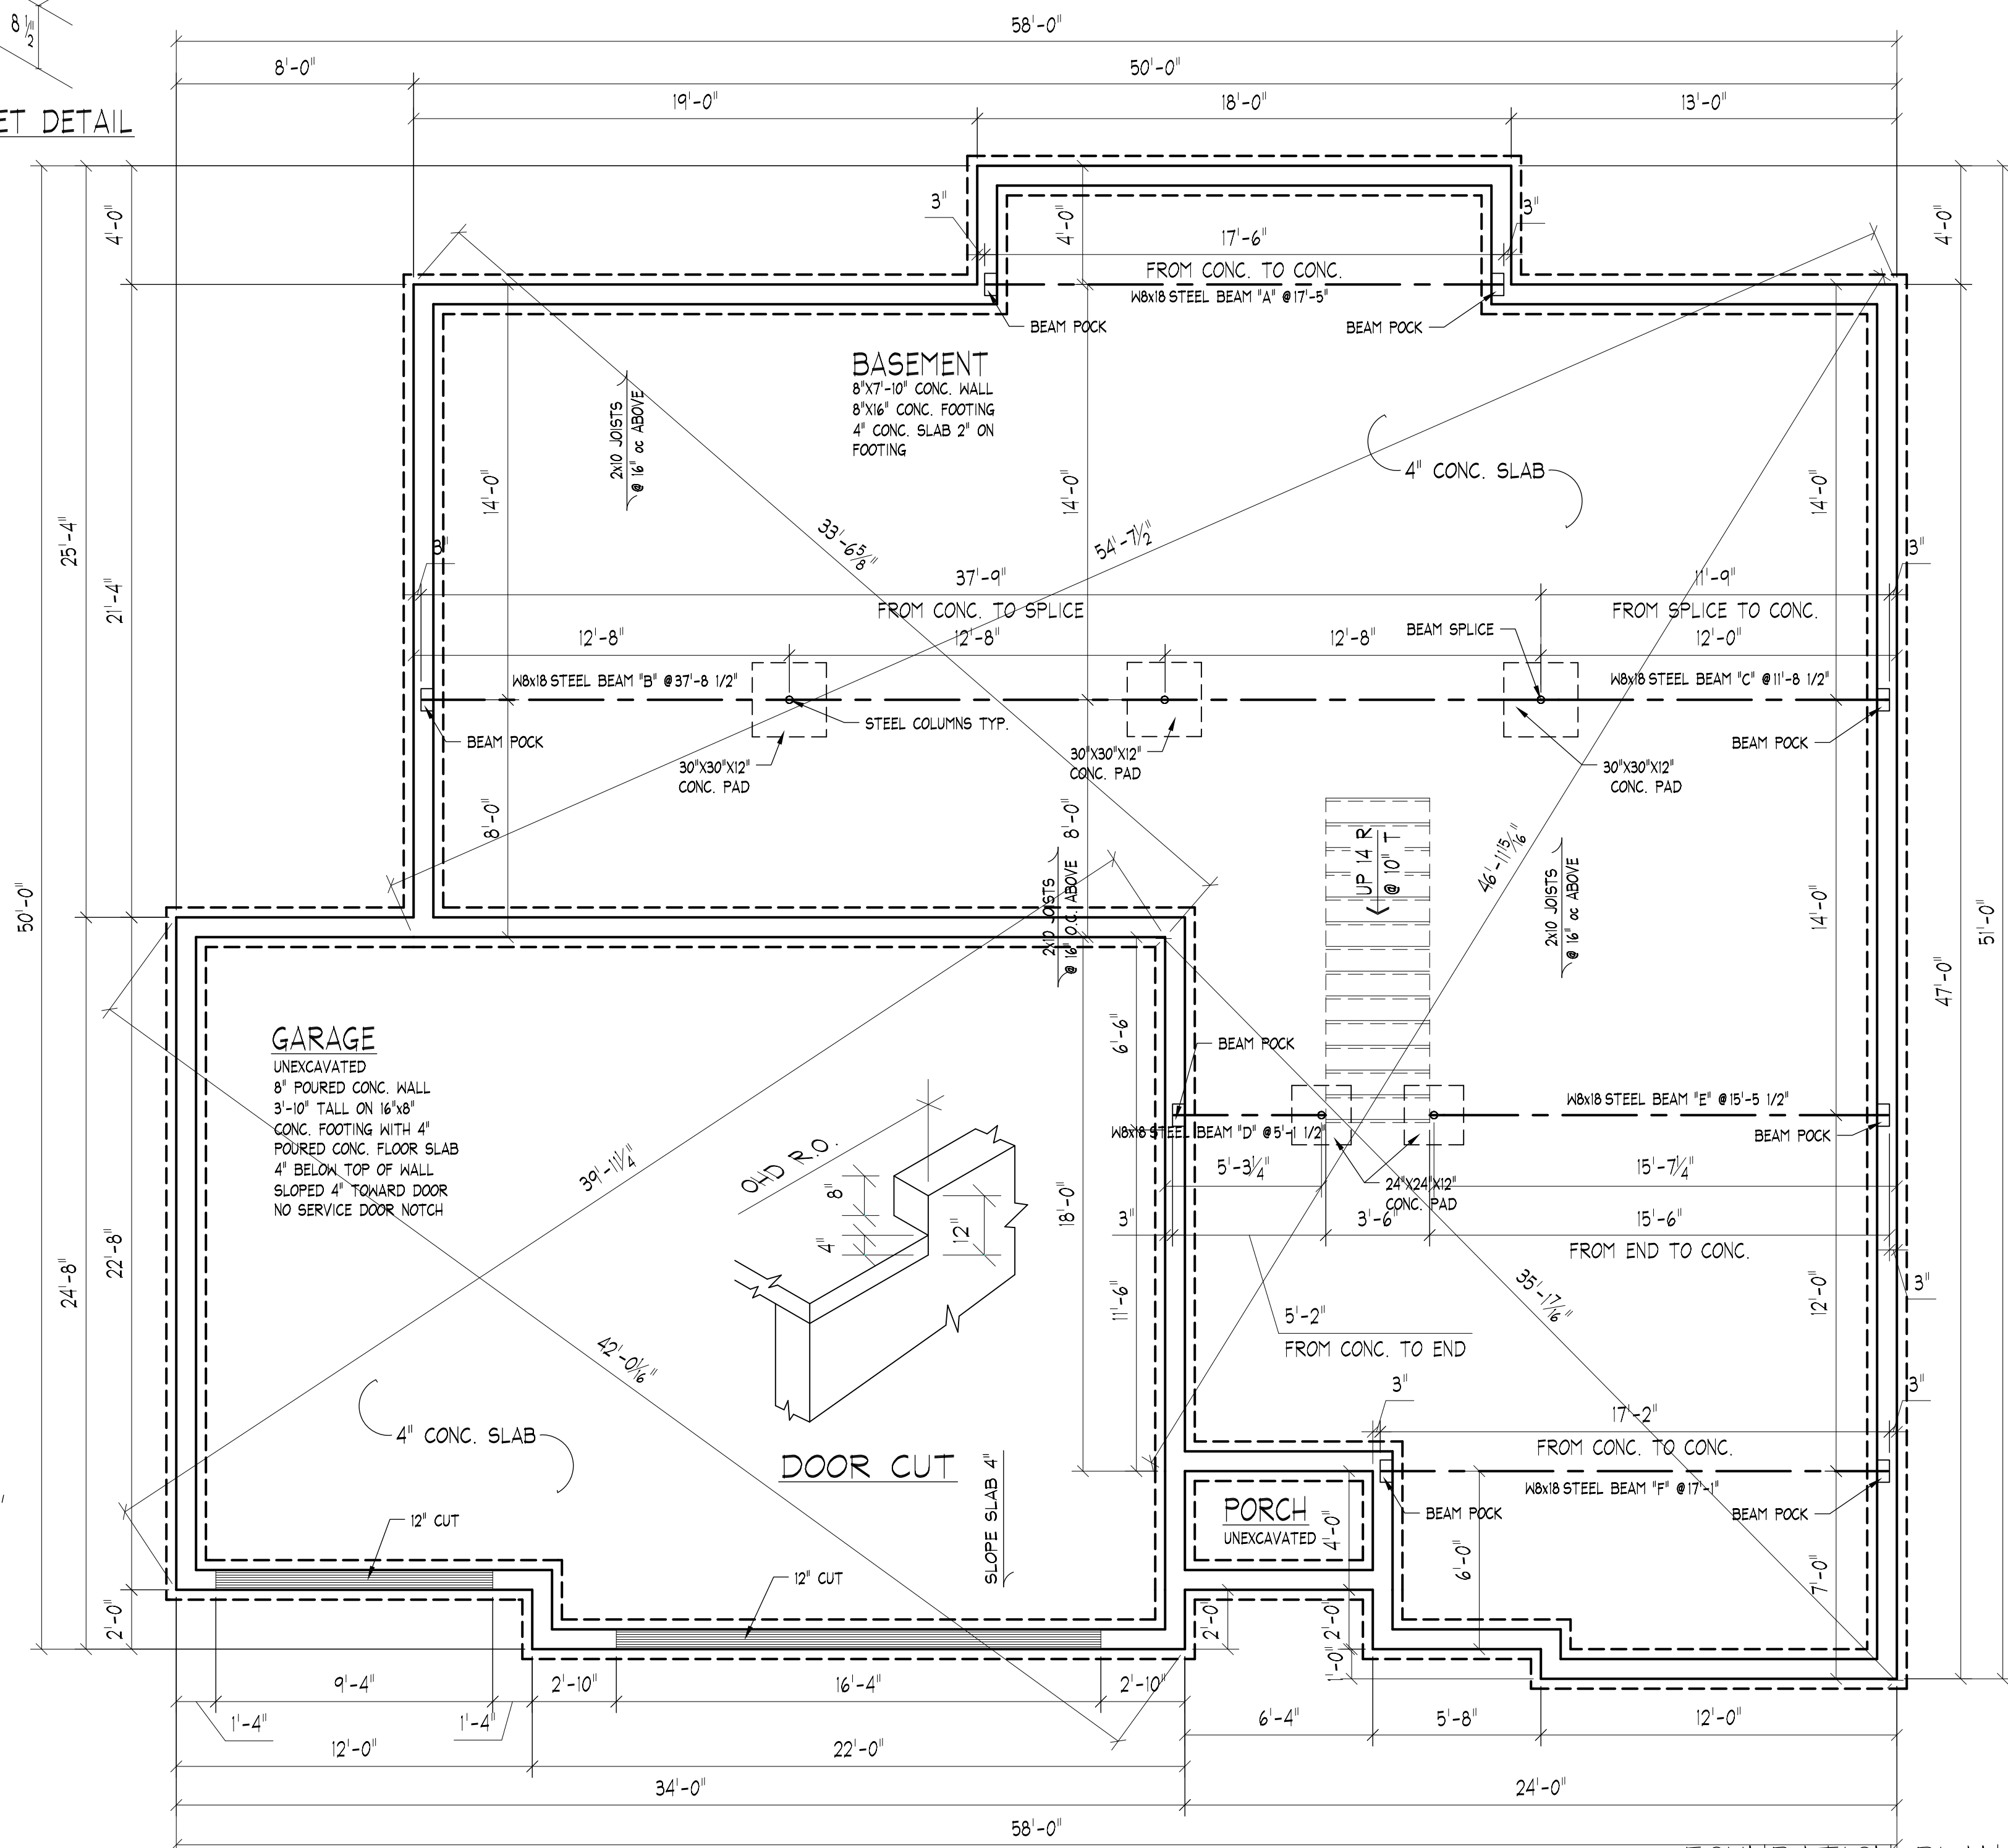 8 1/2"
58'-0"
8'-0"
50'-0"
19'-0"
18'-0"
13'-0"
ET DETAIL
4'-0"
3"
4'-0"
3"
4'-0"
17'-6"
FROM CONC. TO CONC.
W8x18 STEEL BEAM "A" @ 17'-5"
BEAM POCK
BEAM POCK
BASEMENT
8"X7'-10" CONC. WALL
8"X16" CONC. FOOTING
4" CONC. SLAB 2" ON
FOOTING
2x10 JOISTS
@ 16" oc ABOVE
4" CONC. SLAB
14'-0"
14'-0"
14'-0"
25'-4"
21'-4"
33'-6 5/8"
54'-7 1/2"
3"
3"
37'-9"
FROM CONC. TO SPLICE
11'-9"
FROM SPLICE TO CONC.
12'-8"
12'-8"
12'-8"
BEAM SPLICE
12'-0"
W8x18 STEEL BEAM "B" @ 37'-8 1/2"
W8x18 STEEL BEAM "C" @ 11'-8 1/2"
STEEL COLUMNS TYP.
BEAM POCK
BEAM POCK
30"X30"X12"
CONC. PAD
30"X30"X12"
CONC. PAD
30"X30"X12"
CONC. PAD
8'-0"
8'-0"
UP 14 R
@ 10" T
46'-11 15/16"
2x10 JOISTS
@ 16" O.C. ABOVE
2x10 JOISTS
@ 16" oc ABOVE
50'-0"
14'-0"
47'-0"
51'-0"
GARAGE
UNEXCAVATED
8" POURED CONC. WALL
3'-10" TALL ON 16"x8"
CONC. FOOTING WITH 4"
POURED CONC. FLOOR SLAB
4" BELOW TOP OF WALL
SLOPED 4" TOWARD DOOR
NO SERVICE DOOR NOTCH
6'-6"
BEAM POCK
W8x18 STEEL BEAM "E" @ 15'-5 1/2"
W8x18 STEEL BEAM "D" @ 5'-1 1/2"
BEAM POCK
39'-11 1/4"
OHD R.O.
8"
4"
12"
5'-3 1/4"
15'-7 1/4"
24"X24"X12"
CONC. PAD
18'-0"
3"
3'-6"
15'-6"
FROM END TO CONC.
24'-8"
22'-8"
3"
11'-6"
12'-0"
35'-1 7/16"
5'-2"
FROM CONC. TO END
42'-0 1/16"
3"
3"
17'-2"
FROM CONC. TO CONC.
4" CONC. SLAB
DOOR CUT
SLOPE SLAB 4"
W8x18 STEEL BEAM "F" @ 17'-1"
BEAM POCK
BEAM POCK
PORCH
UNEXCAVATED
4'-0"
6'-0"
7'-0"
12" CUT
12" CUT
2'-0"
2'-0"
2'-0"
1'-0"
9'-4"
2'-10"
16'-4"
2'-10"
1'-4"
1'-4"
6'-4"
5'-8"
12'-0"
12'-0"
22'-0"
34'-0"
24'-0"
58'-0"